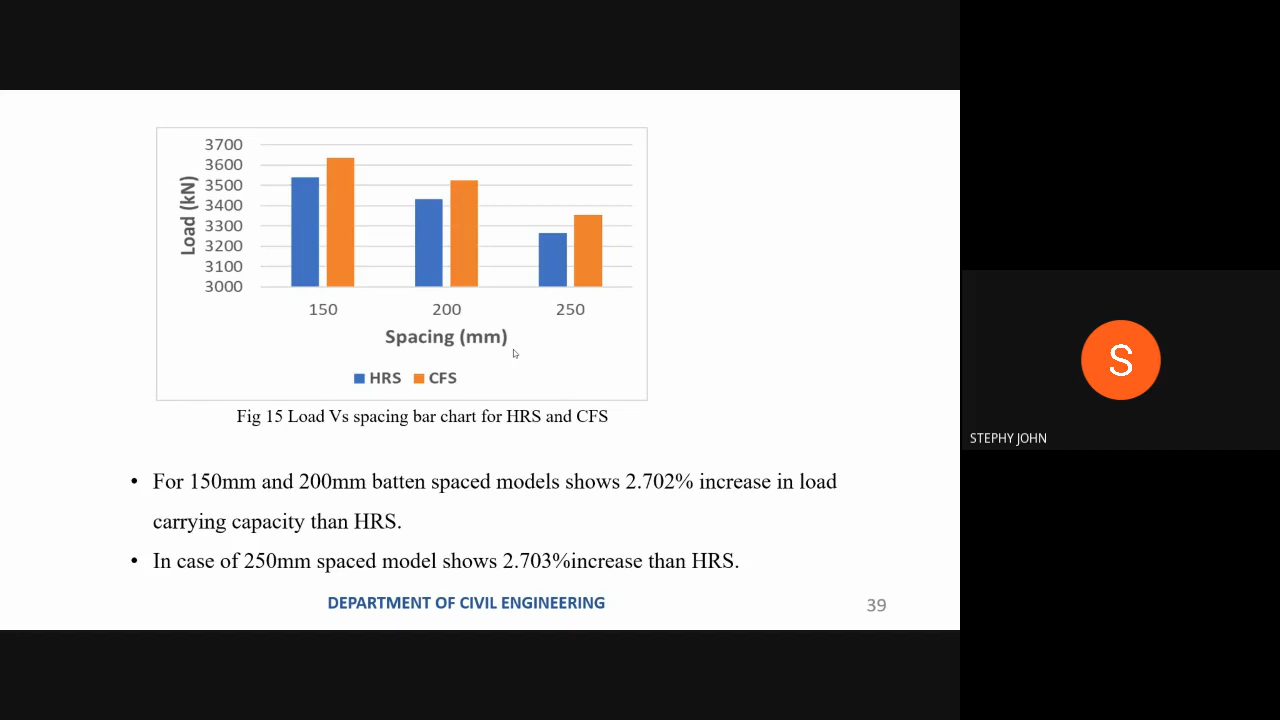 3700
3600
3500
3400
3300
3200
3100
3000
Load (kN)
150 200 250
Spacing (mm)
HRS CFS
Fig 15 Load Vs spacing bar chart for HRS and CFS
• For 150mm and 200mm batten spaced models shows 2.702% increase in load
carrying capacity than HRS.
• In case of 250mm spaced model shows 2.703%increase than HRS.
DEPARTMENT OF CIVIL ENGINEERING
39
S
STEPHY JOHN